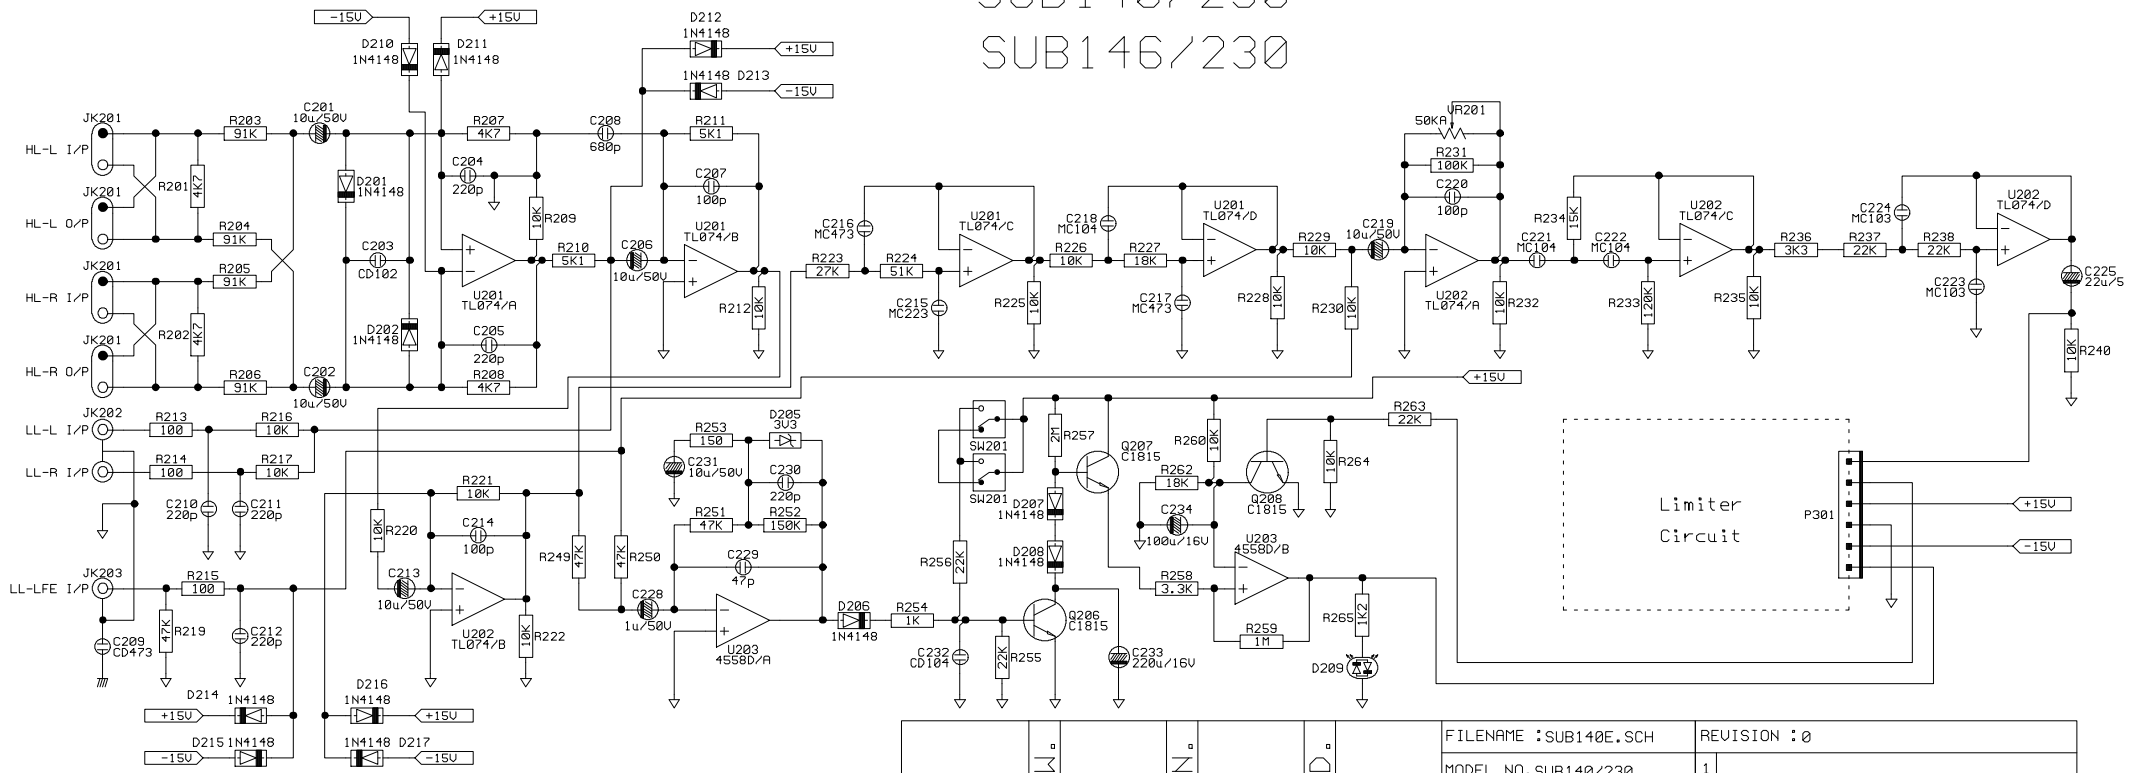 SUB146/230
-15V
+15V
D210
1N4148
D211
1N4148
D212
1N4148
+15V
1N4148 D213
-15V
JK201
HL-L I/P
JK201
HL-L O/P
JK201
HL-R I/P
JK201
HL-R O/P
R201
4K7
R202
4K7
R203
91K
R204
91K
R205
91K
R206
91K
C201
10u/50V
C202
10u/50V
D201
1N4148
C203
CD102
D202
1N4148
R207
4K7
C204
220p
R209
10K
U201
TL074/A
C205
220p
R208
4K7
C208
680p
R210
5K1
C206
10u/50V
R211
5K1
C207
100p
U201
TL074/B
R212
10K
R223
27K
C216
MC473
R224
51K
C215
MC223
U201
TL074/C
R225
10K
R226
10K
C218
MC104
R227
18K
C217
MC473
U201
TL074/D
R228
10K
R229
10K
R230
10K
C219
10u/50V
VR201
50KA
R231
100K
C220
100p
U202
TL074/A
R232
10K
C221
MC104
R234
15K
C222
MC104
R233
120K
U202
TL074/C
R235
10K
R236
3K3
R237
22K
C224
MC103
R238
22K
C223
MC103
U202
TL074/D
C225
22u/5
R240
10K
+15V
JK202
LL-L I/P
LL-R I/P
R213
100
R214
100
R216
10K
R217
10K
C210
220p
C211
220p
JK203
LL-LFE I/P
R215
100
C209
CD473
R219
47K
C212
220p
D214
1N4148
+15V
D215 1N4148
-15V
D216
1N4148
+15V
1N4148 D217
-15V
R220
10K
C213
10u/50V
R221
10K
C214
100p
U202
TL074/B
R222
10K
R249
47K
R250
47K
C228
1u/50V
R253
150
D205
3V3
C231
10u/50V
C230
220p
R251
47K
R252
150K
C229
47p
U203
4558D/A
D206
1N4148
R254
1K
R256
22K
SW201
SW201
C232
CD104
R255
22K
R257
2M
D207
1N4148
D208
1N4148
Q206
C1815
C233
220u/16V
Q207
C1815
R260
10K
R262
18K
C234
100u/16V
Q208
C1815
R264
10K
R263
22K
R258
3.3K
U203
4558D/B
R259
1M
R265
1K2
D209
Limiter
Circuit
P301
+15V
-15V
M.
N.
D.
FILENAME :SUB140E.SCH
REVISION :0
MODEL NO.SUB140/230
1